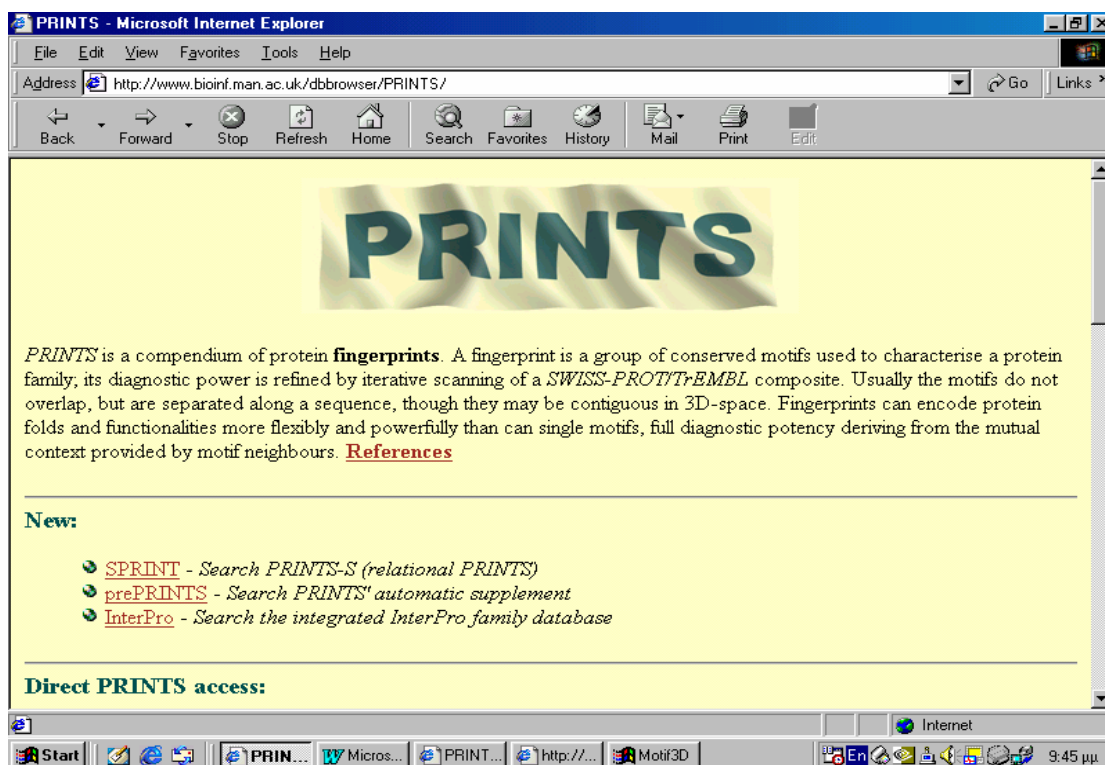 PRINTS - Microsoft Internet Explorer
File Edit View Favorites Tools Help
Address http://www.bioinf.man.ac.uk/dbbrowser/PRINTS/ Go Links »
Back Forward Stop Refresh Home Search Favorites History Mail Print Edit
PRINTS
PRINTS is a compendium of protein fingerprints. A fingerprint is a group of conserved motifs used to characterise a protein
family; its diagnostic power is refined by iterative scanning of a SWISS-PROT/TrEMBL composite. Usually the motifs do not
overlap, but are separated along a sequence, though they may be contiguous in 3D-space. Fingerprints can encode protein
folds and functionalities more flexibly and powerfully than can single motifs, full diagnostic potency deriving from the mutual
context provided by motif neighbours. References
New:
SPRINT - Search PRINTS-S (relational PRINTS)
prePRINTS - Search PRINTS' automatic supplement
InterPro - Search the integrated InterPro family database
Direct PRINTS access:
Internet
Start PRIN... Micros... PRINT... http://... Motif3D En 9:45 μμ